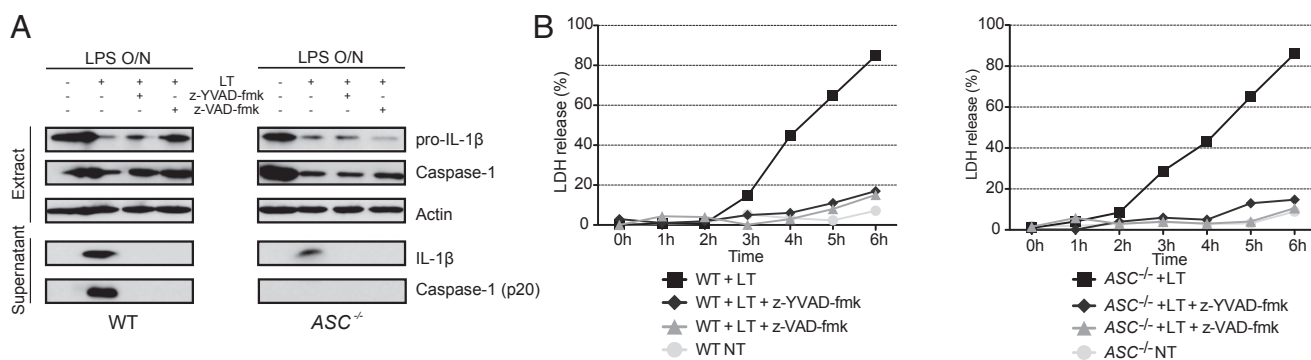 A
LPS O/N
LPS O/N
- + + + LT - + + +
- - + - z-YVAD-fmk - - + -
- - - + z-VAD-fmk - - - +
Extract
pro-IL-1β
Caspase-1
Actin
Supernatant
IL-1β
Caspase-1 (p20)
WT
ASC-/-
B
LDH release (%)
100
80
60
40
20
0
0h 1h 2h 3h 4h 5h 6h
Time
WT + LT
WT + LT + z-YVAD-fmk
WT + LT + z-VAD-fmk
WT NT
LDH release (%)
100
80
60
40
20
0
0h 1h 2h 3h 4h 5h 6h
Time
ASC-/- +LT
ASC-/- +LT + z-YVAD-fmk
ASC-/- +LT + z-VAD-fmk
ASC-/- NT